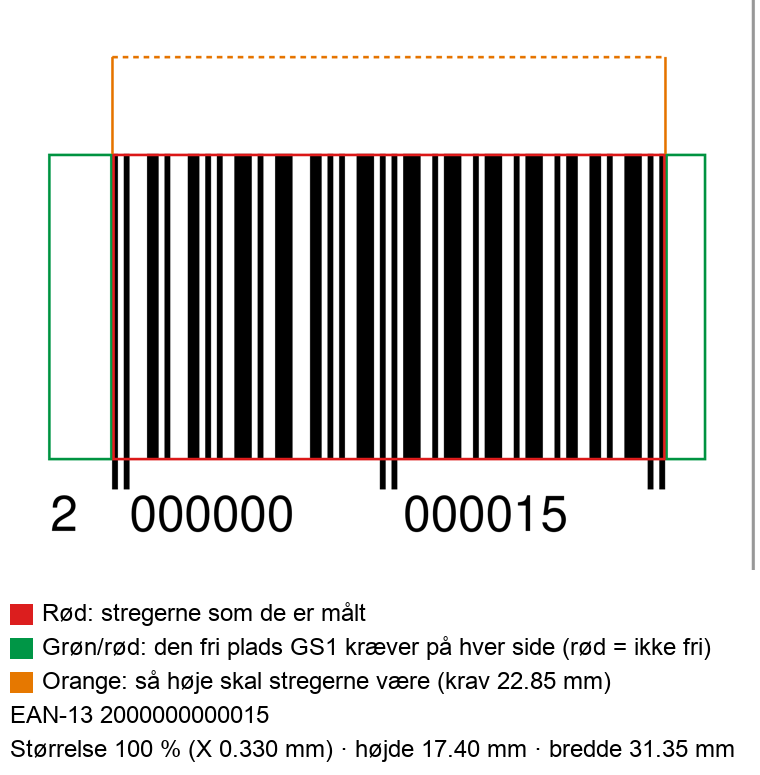 2 000000 000015
Rød: stregerne som de er målt
Grøn/rød: den fri plads GS1 kræver på hver side (rød = ikke fri)
Orange: så høje skal stregerne være (krav 22.85 mm)
EAN-13 2000000000015
Størrelse 100 % (X 0.330 mm) · højde 17.40 mm · bredde 31.35 mm